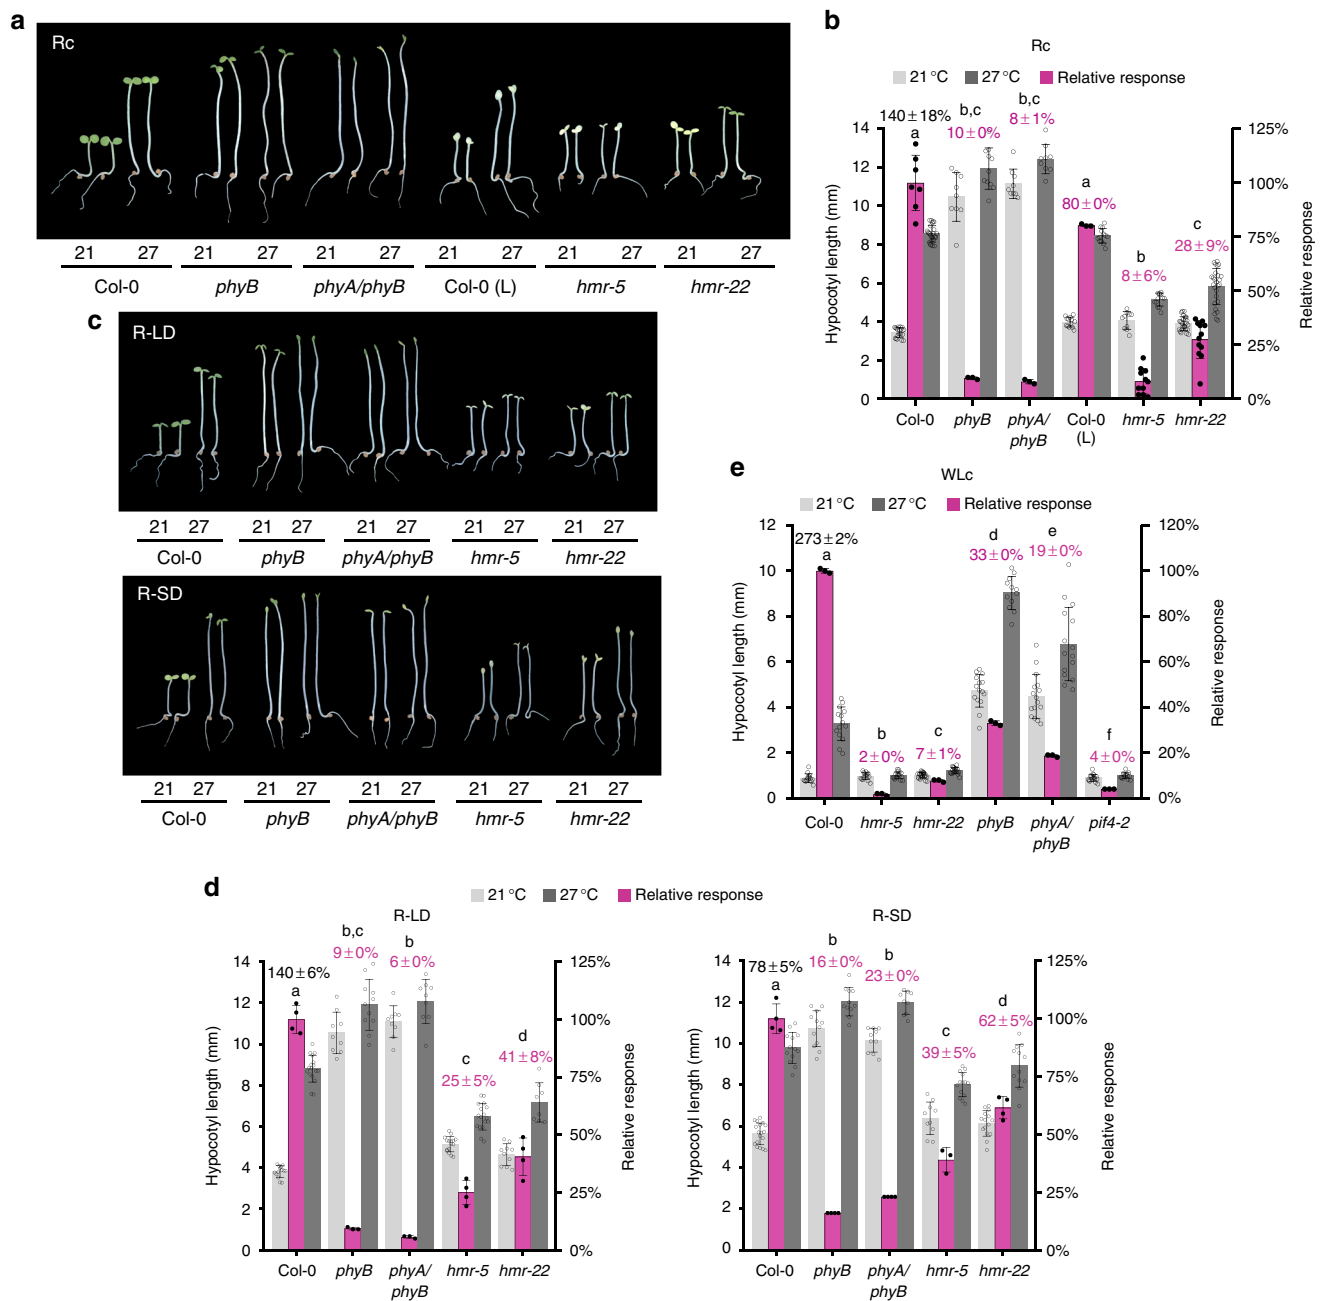 a
Rc
21 27 21 27 21 27 21 27 21 27 21 27
Col-0 phyB phyA/phyB Col-0 (L) hmr-5 hmr-22
b
Rc
21 °C 27 °C Relative response
140±18% b,c b,c
a 10±0% 8±1%
a
80±0%
b
8±6%
c
28±9%
Hypocotyl length (mm)
14
12
10
8
6
4
2
0
125%
100%
75%
50%
25%
0%
Relative response
Col-0 phyB phyA/ Col-0 hmr-5 hmr-22
phyB (L)
c
R-LD
21 27 21 27 21 27 21 27 21 27
Col-0 phyB phyA/phyB hmr-5 hmr-22
R-SD
21 27 21 27 21 27 21 27 21 27
Col-0 phyB phyA/phyB hmr-5 hmr-22
e
WLc
21 °C 27 °C Relative response
273±2%
a
b
2±0%
c
7±1%
d
33±0%
e
19±0%
f
4±0%
Hypocotyl length (mm)
12
10
8
6
4
2
0
120%
100%
80%
60%
40%
20%
0%
Relative response
Col-0 hmr-5 hmr-22 phyB phyA/ pif4-2
phyB
d
21 °C 27 °C Relative response
R-LD
140±6%
a
b,c
9±0%
b
6±0%
c
25±5%
d
41±8%
Hypocotyl length (mm)
14
12
10
8
6
4
2
0
125%
100%
75%
50%
25%
0%
Relative response
Col-0 phyB phyA/ hmr-5 hmr-22
phyB
R-SD
78±5%
a
b
16±0%
b
23±0%
c
39±5%
d
62±5%
Hypocotyl length (mm)
14
12
10
8
6
4
2
0
125%
100%
75%
50%
25%
0%
Relative response
Col-0 phyB phyA/ hmr-5 hmr-22
phyB